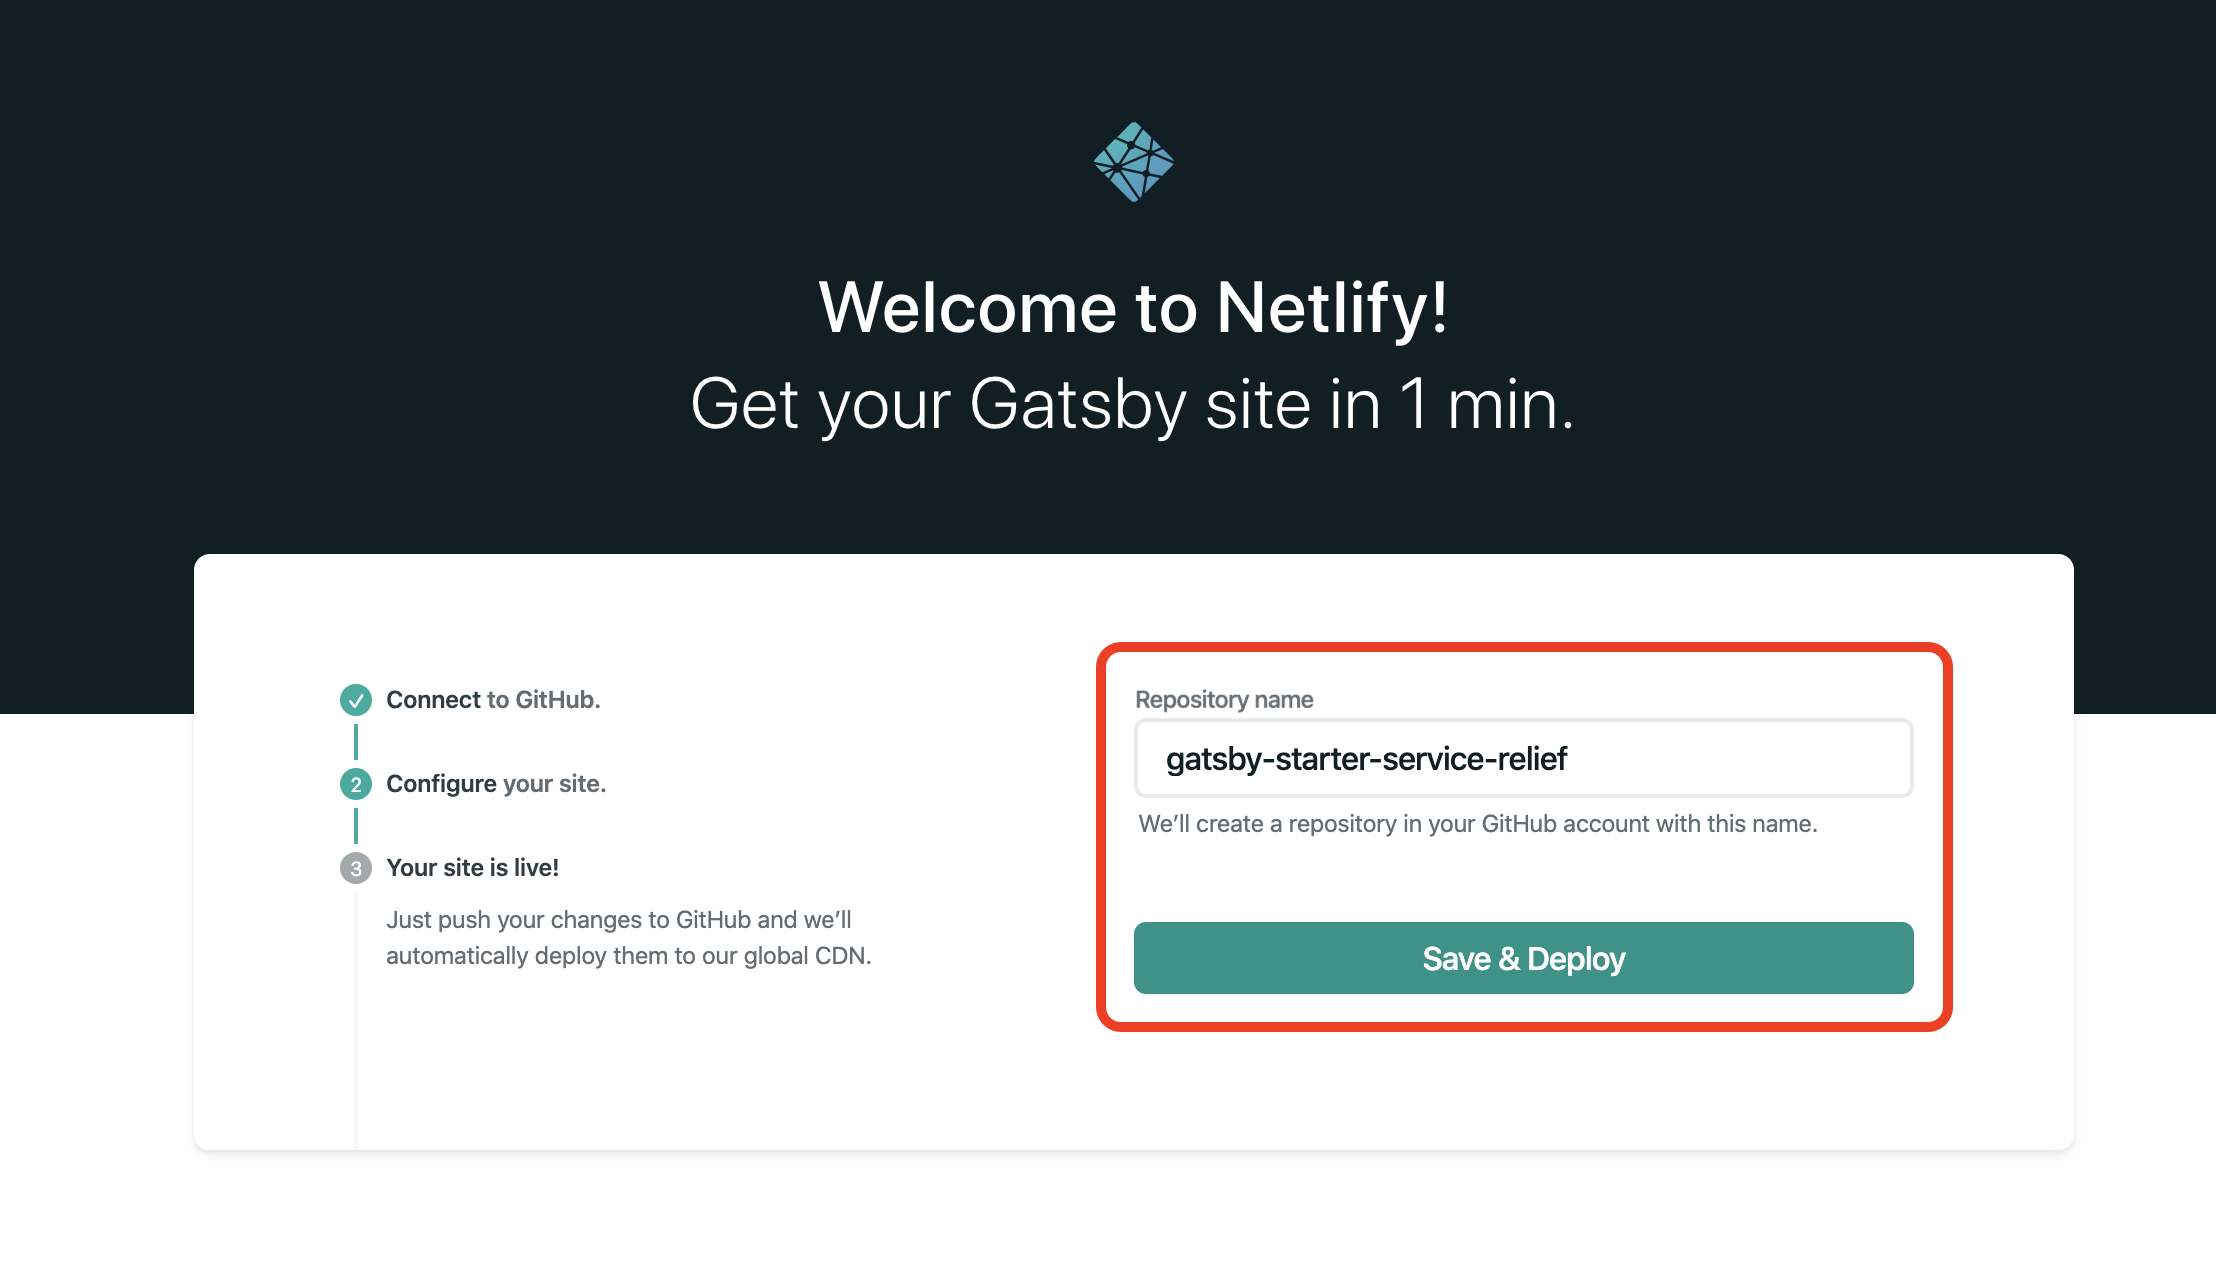 Welcome to Netlify!
Get your Gatsby site in 1 min.
Connect to GitHub.
2 Configure your site.
3 Your site is live!
Just push your changes to GitHub and we’ll
automatically deploy them to our global CDN.
Repository name
gatsby-starter-service-relief
We’ll create a repository in your GitHub account with this name.
Save & Deploy